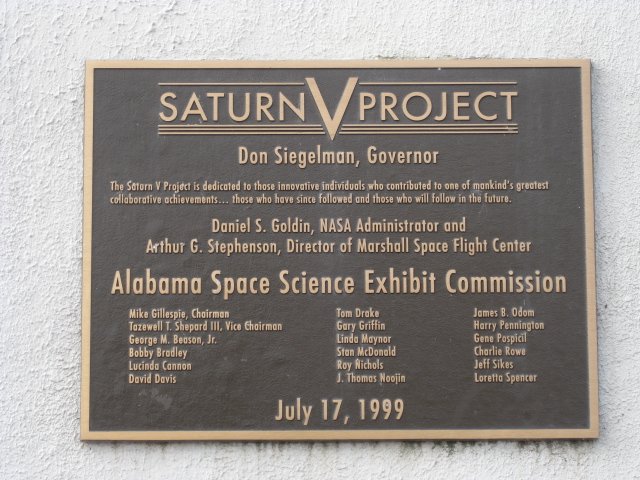 SATURN V PROJECT
Don Siegelman, Governor
The Saturn V Project is dedicated to those innovative individuals who contributed to one of mankind's greatest
collaborative achievements... those who have since followed and those who will follow in the future.
Daniel S. Goldin, NASA Administrator and
Arthur G. Stephenson, Director of Marshall Space Flight Center
Alabama Space Science Exhibit Commission
Mike Gillespie, Chairman
Tazewell T. Shepard III, Vice Chairman
George M. Beason, Jr.
Bobby Bradley
Lucinda Cannon
David Davis
Tom Drake
Gary Griffin
Linda Maynor
Stan McDonald
Roy Nichols
J. Thomas Noojin
James B. Odom
Harry Pennington
Gene Pospicil
Charlie Rowe
Jeff Sikes
Loretta Spencer
July 17, 1999